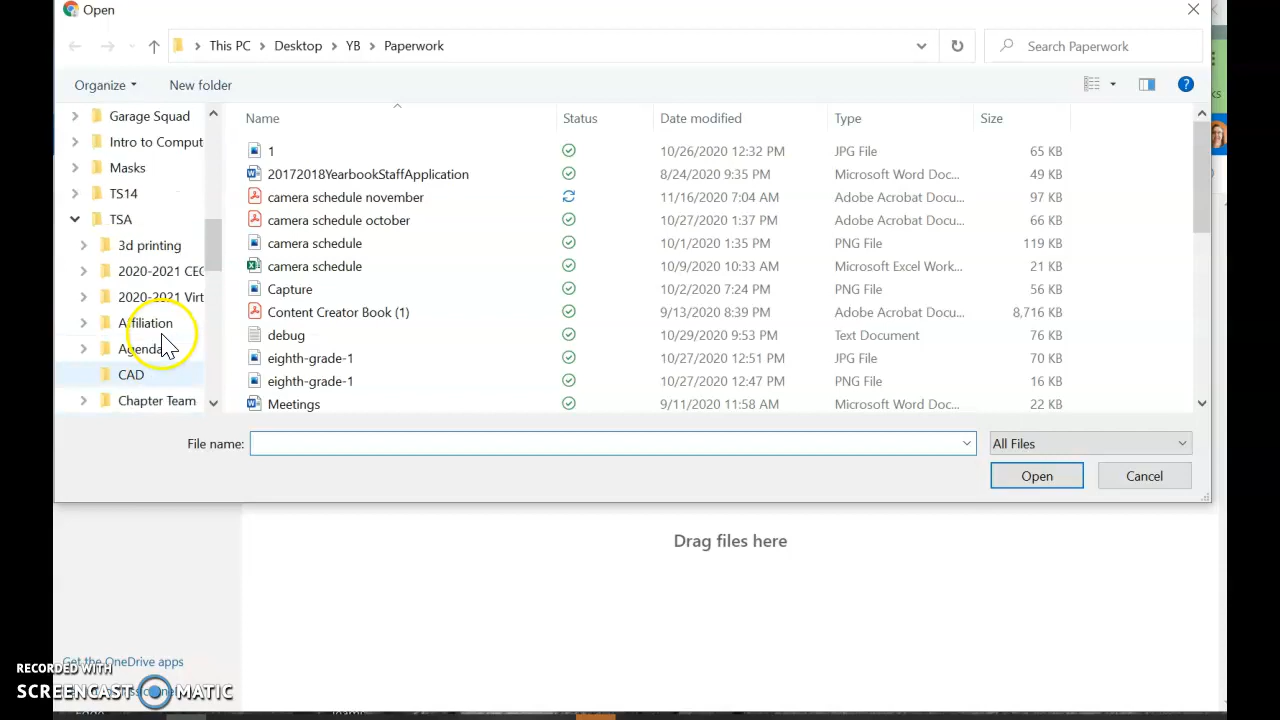 Open
This PC > Desktop > YB > Paperwork
Search Paperwork
Organize
New folder
Name Status Date modified Type Size
Garage Squad
Intro to Comput
Masks
TS14
TSA
3d printing
2020-2021 CEO
2020-2021 Virt
Affiliation
Agenda
CAD
Chapter Team
1 10/26/2020 12:32 PM JPG File 65 KB
20172018YearbookStaffApplication 8/24/2020 9:35 PM Microsoft Word Doc... 49 KB
camera schedule november 11/16/2020 7:04 AM Adobe Acrobat Docu... 97 KB
camera schedule october 10/27/2020 1:37 PM Adobe Acrobat Docu... 66 KB
camera schedule 10/1/2020 1:35 PM PNG File 119 KB
camera schedule 10/9/2020 10:33 AM Microsoft Excel Work... 21 KB
Capture 10/2/2020 7:24 PM PNG File 56 KB
Content Creator Book (1) 9/13/2020 8:39 PM Adobe Acrobat Docu... 8,716 KB
debug 10/29/2020 9:53 PM Text Document 76 KB
eighth-grade-1 10/27/2020 12:51 PM JPG File 70 KB
eighth-grade-1 10/27/2020 12:47 PM PNG File 16 KB
Meetings 9/11/2020 11:58 AM Microsoft Word Doc... 22 KB
File name:
All Files
Open
Cancel
Drag files here
Get the OneDrive apps
RECORDED WITH
SCREENCAST MATIC